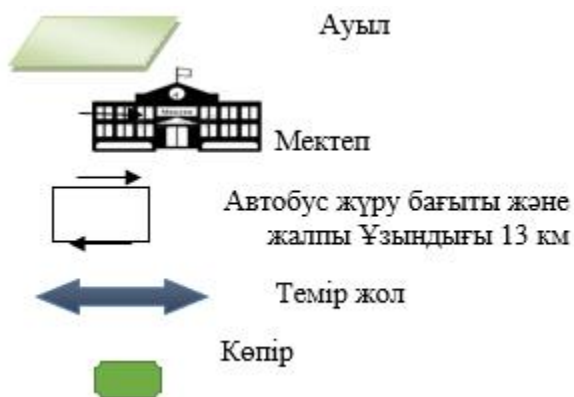 Ауыл
Мектеп
Автобус жүру бағыты және
жалпы Ұзындығы 13 км
Темір жол
Көпір